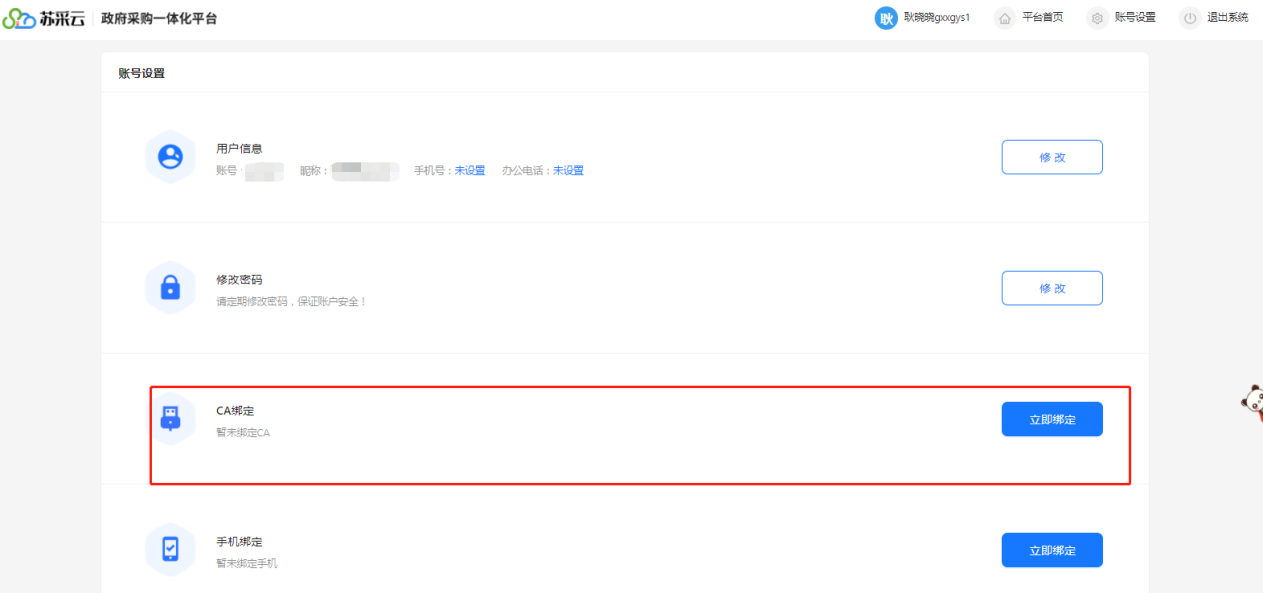 苏采云 政府采购一体化平台 耿 耿晓晓gxxgys1 平台首页 账号设置 退出系统
账号设置
用户信息
账号 昵称： 手机号：未设置 办公电话：未设置
修 改
修改密码
请定期修改密码，保证账户安全！
修 改
CA绑定
暂未绑定CA
立即绑定
手机绑定
暂未绑定手机
立即绑定